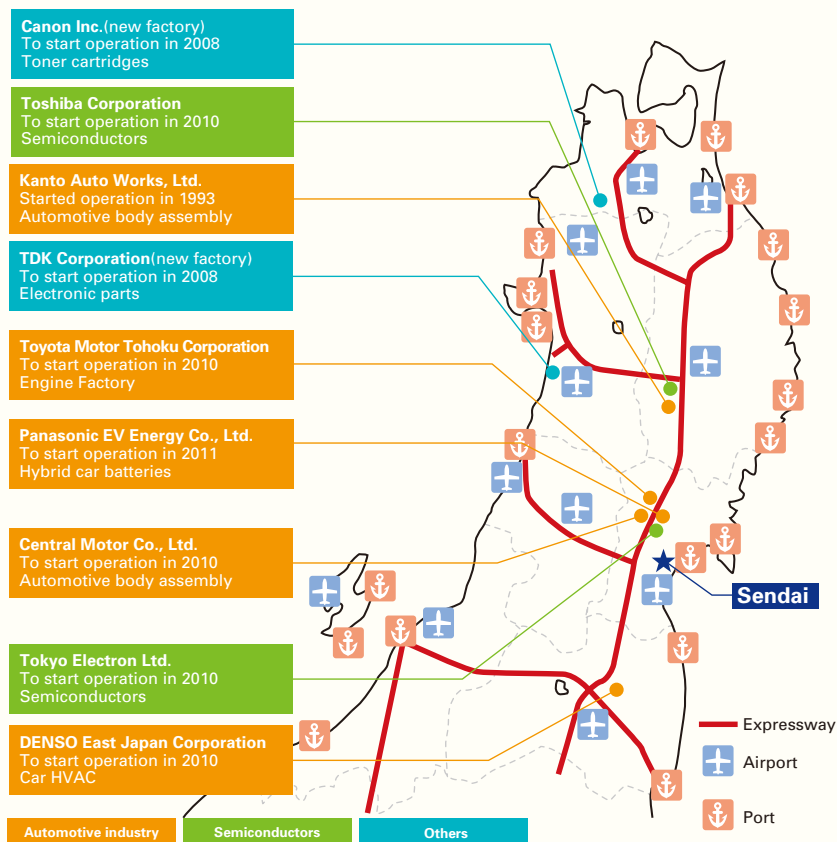 Canon Inc.(new factory)
To start operation in 2008
Toner cartridges
Toshiba Corporation
To start operation in 2010
Semiconductors
Kanto Auto Works, Ltd.
Started operation in 1993
Automotive body assembly
TDK Corporation(new factory)
To start operation in 2008
Electronic parts
Toyota Motor Tohoku Corporation
To start operation in 2010
Engine Factory
Panasonic EV Energy Co., Ltd.
To start operation in 2011
Hybrid car batteries
Central Motor Co., Ltd.
To start operation in 2010
Automotive body assembly
Tokyo Electron Ltd.
To start operation in 2010
Semiconductors
DENSO East Japan Corporation
To start operation in 2010
Car HVAC
Sendai
Expressway
Airport
Port
Automotive industry
Semiconductors
Others